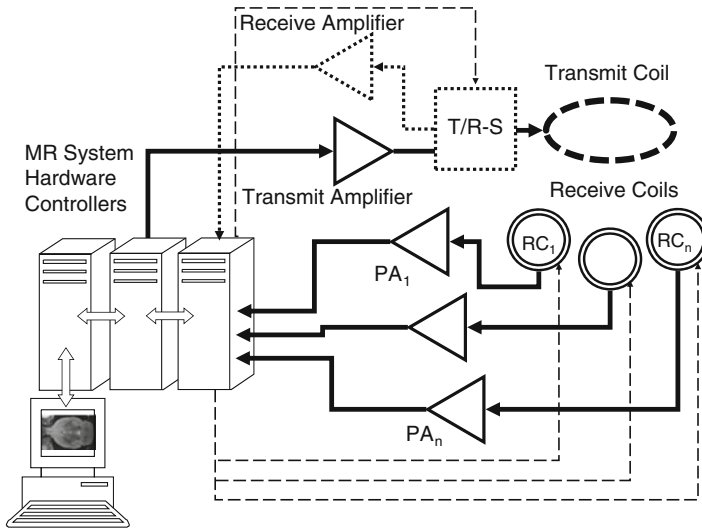 Receive Amplifier
Transmit Coil
T/R-S
MR System
Hardware
Controllers
Transmit Amplifier
Receive Coils
RC₁
RCₙ
PA₁
PAₙ